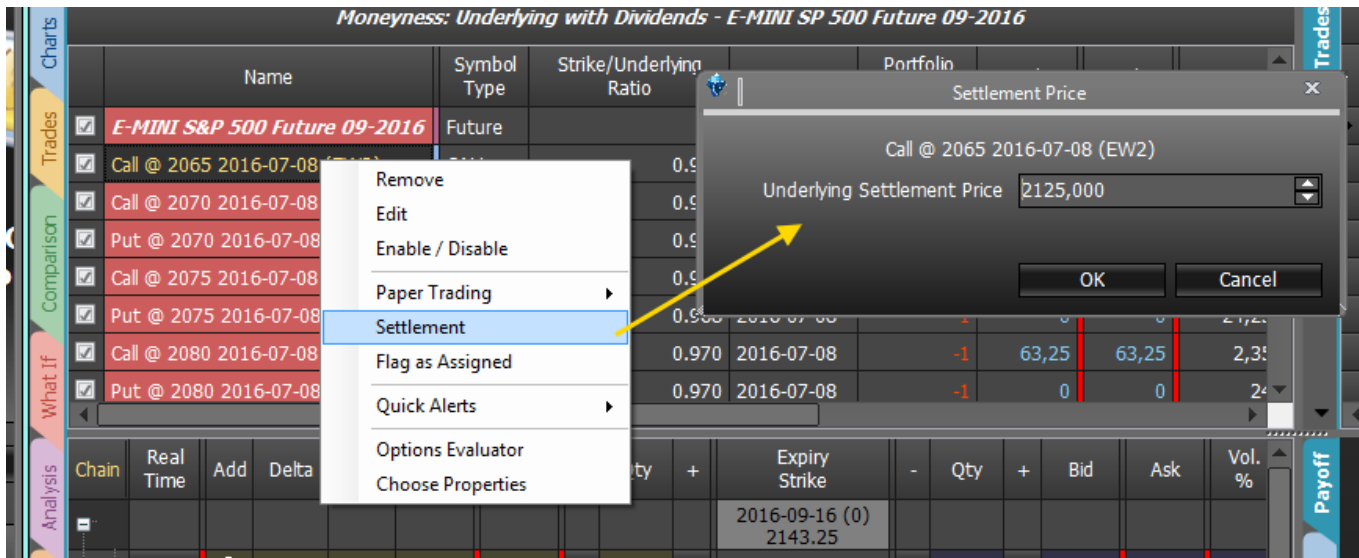 Moneyness: Underlying with Dividends - E-MINI SP 500 Future 09-2016
Charts
Trades
Comparison
What If
Analysis
Trades
Payoff
Name
Symbol Type
Strike/Underlying Ratio
Portfolio
E-MINI S&P 500 Future 09-2016 Future
Call @ 2065 2016-07-08 (EW2)
Call @ 2070 2016-07-08
Put @ 2070 2016-07-08
Call @ 2075 2016-07-08
Put @ 2075 2016-07-08
Call @ 2080 2016-07-08 0.970 2016-07-08 -1 63,25 63,25
Put @ 2080 2016-07-08 0.970 2016-07-08 -1 0 0
Remove
Edit
Enable / Disable
Paper Trading
Settlement
Flag as Assigned
Quick Alerts
Options Evaluator
Choose Properties
Settlement Price
Call @ 2065 2016-07-08 (EW2)
Underlying Settlement Price 2125,000
OK Cancel
Chain
Real Time
Add
Delta
+
Expiry Strike
-
Qty
+
Bid
Ask
Vol. %
2016-09-16 (0)
2143.25